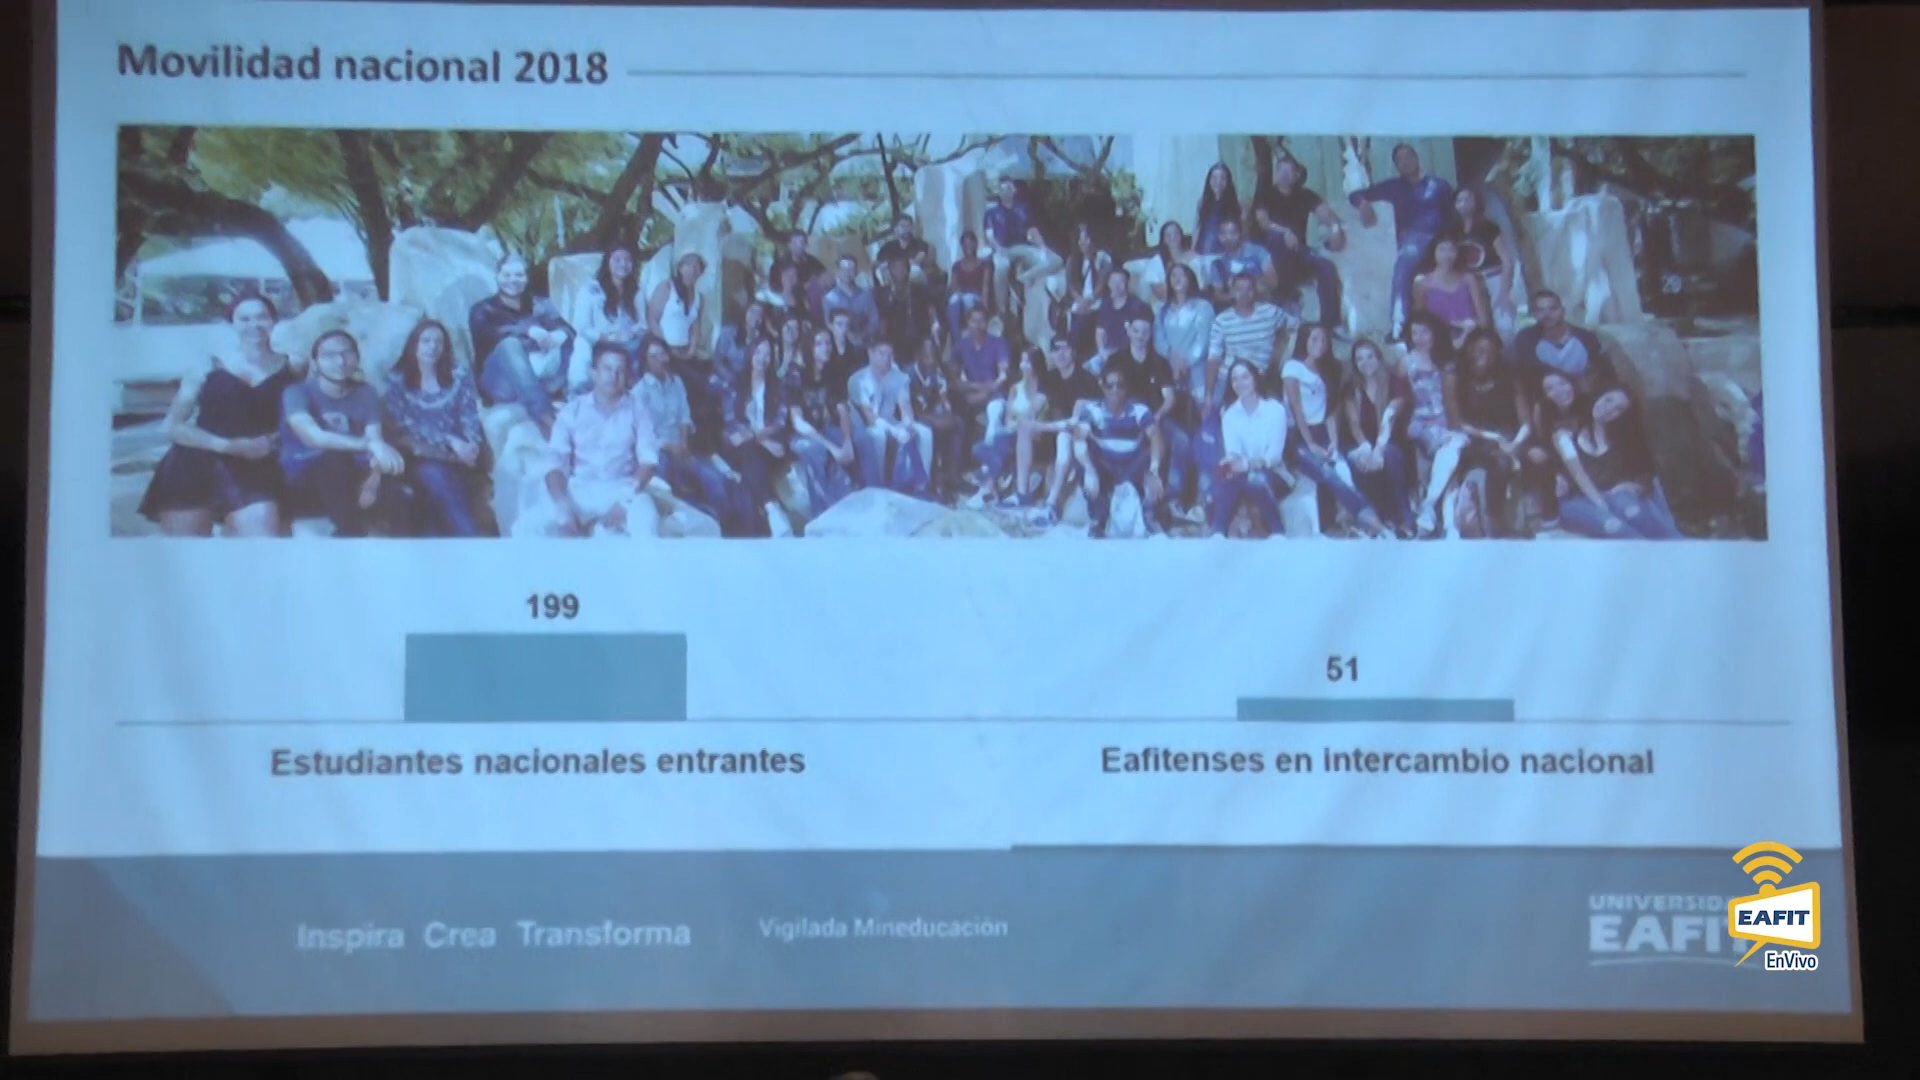 Movilidad nacional 2018
199
51
Estudiantes nacionales entrantes
Eafitenses en intercambio nacional
Inspira Crea Transforma
Vigilada Mineducación
EAFIT
EAFIT
EnVivo